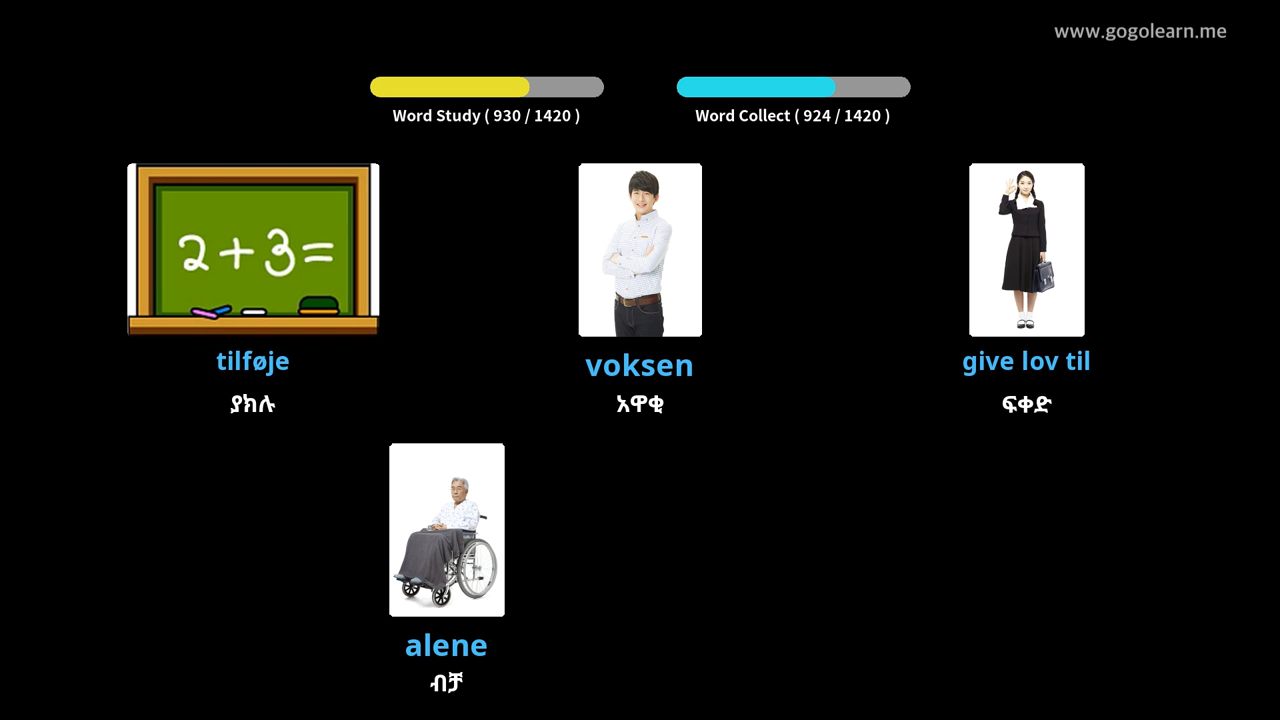 www.gogolearn.me
Word Study ( 930 / 1420 )
Word Collect ( 924 / 1420 )
2+3=
tilføje
voksen
give lov til
ያክሉ
አዋቂ
ፍቀድ
alene
ብቻ